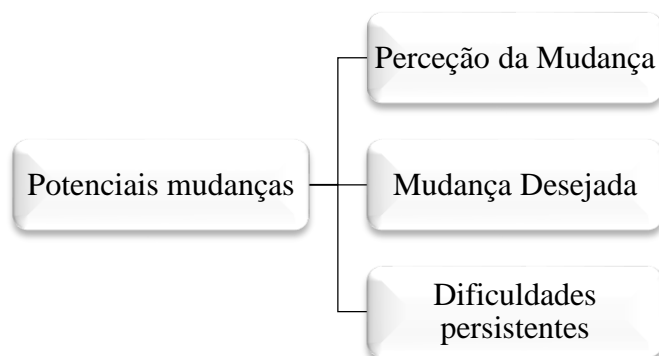 Perceção da Mudança
Potenciais mudanças
Mudança Desejada
Dificuldades
persistentes